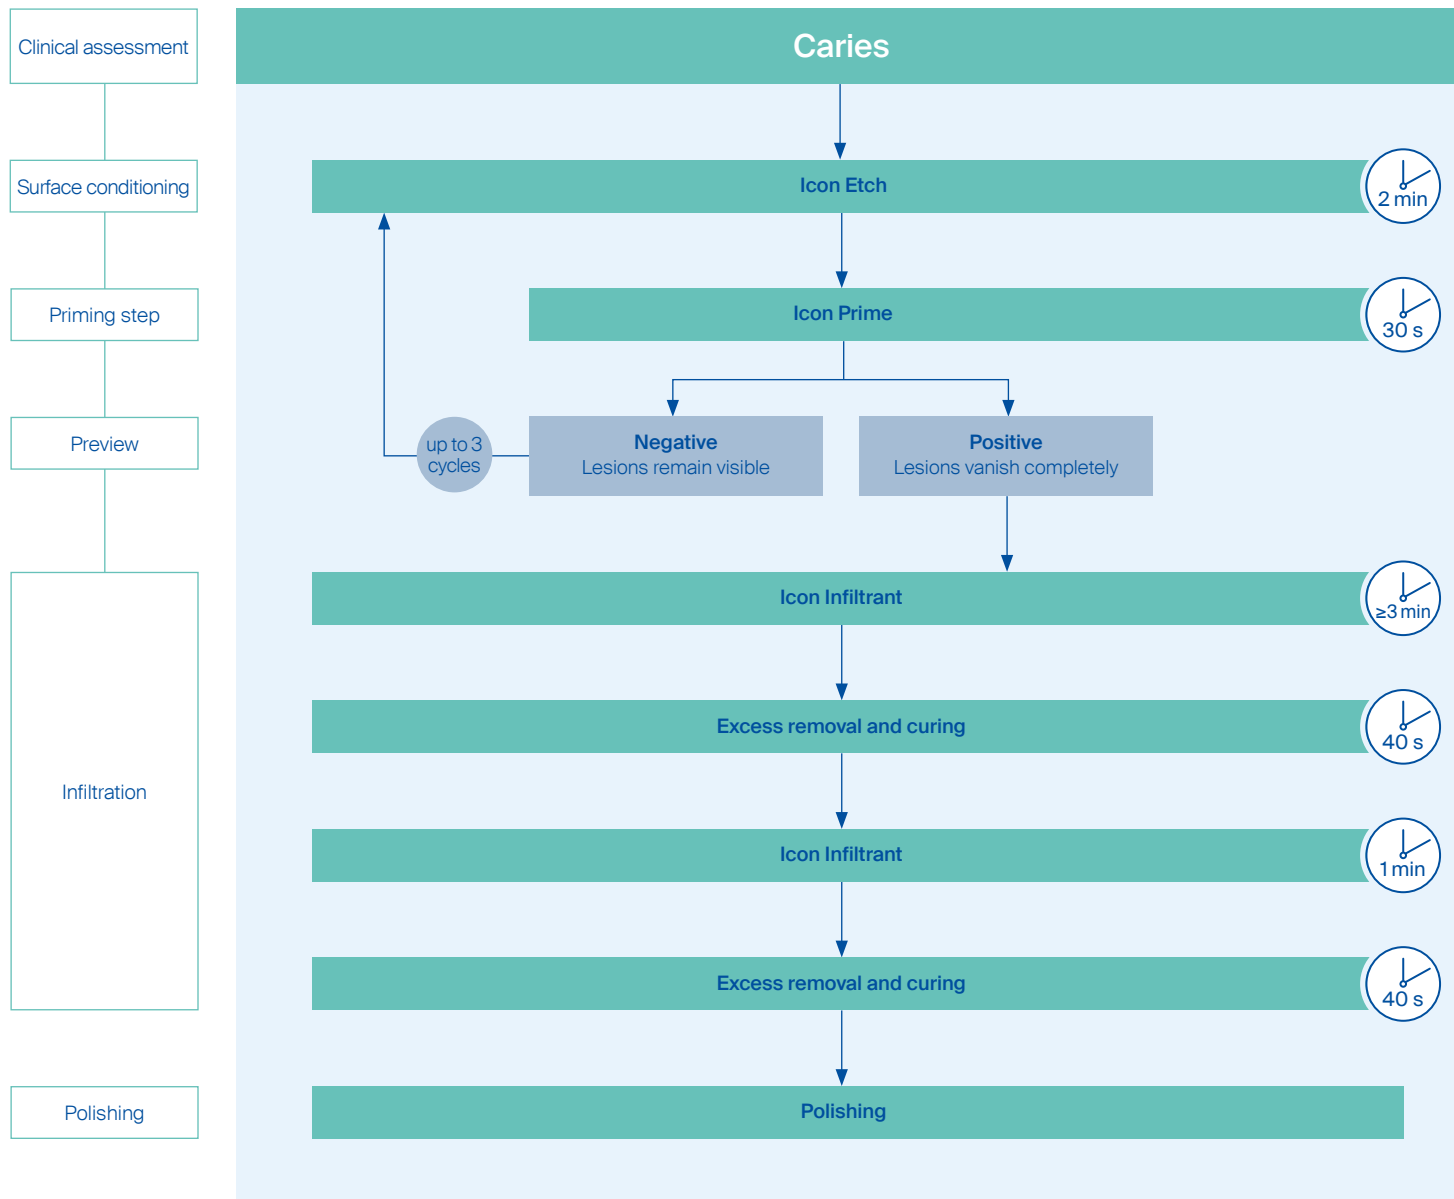 Clinical assessment
Caries
Surface conditioning
Icon Etch
2 min
Priming step
Icon Prime
30 s
Preview
up to 3
cycles
Negative
Lesions remain visible
Positive
Lesions vanish completely
Infiltration
Icon Infiltrant
≥3 min
Excess removal and curing
40 s
Icon Infiltrant
1 min
Excess removal and curing
40 s
Polishing
Polishing